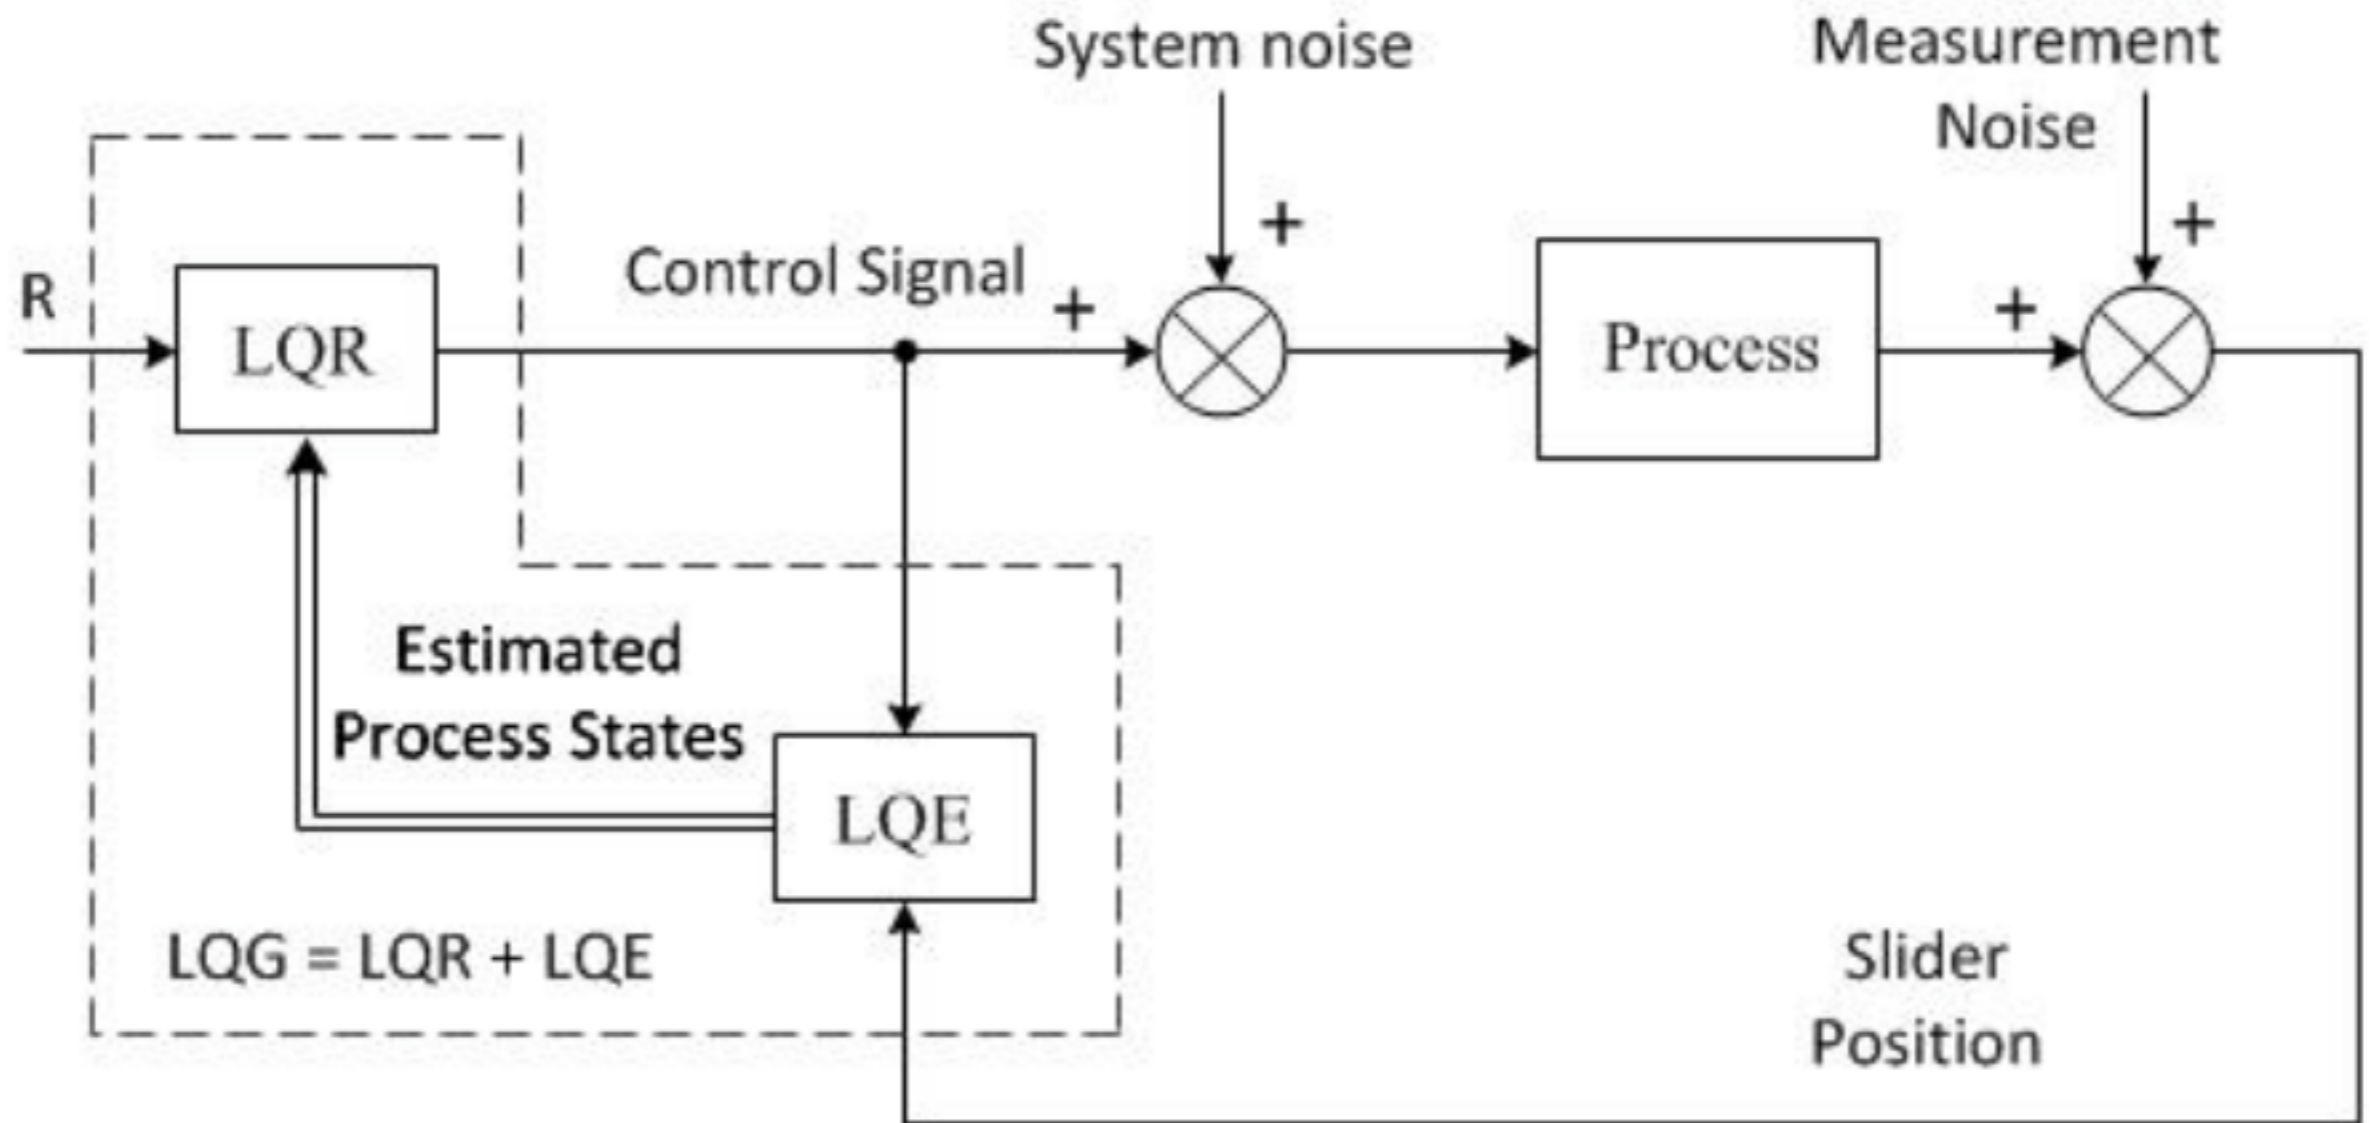 System noise
Measurement
Noise
+
+
R
Control Signal
+
+
LQR
Process
Estimated
Process States
LQE
LQG = LQR + LQE
Slider
Position